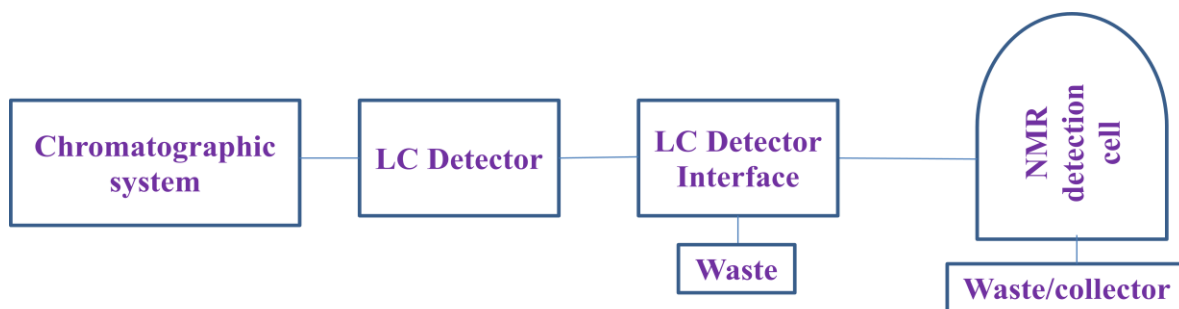 Chromatographic
system
LC Detector
LC Detector
Interface
NMR
detection
cell
Waste
Waste/collector